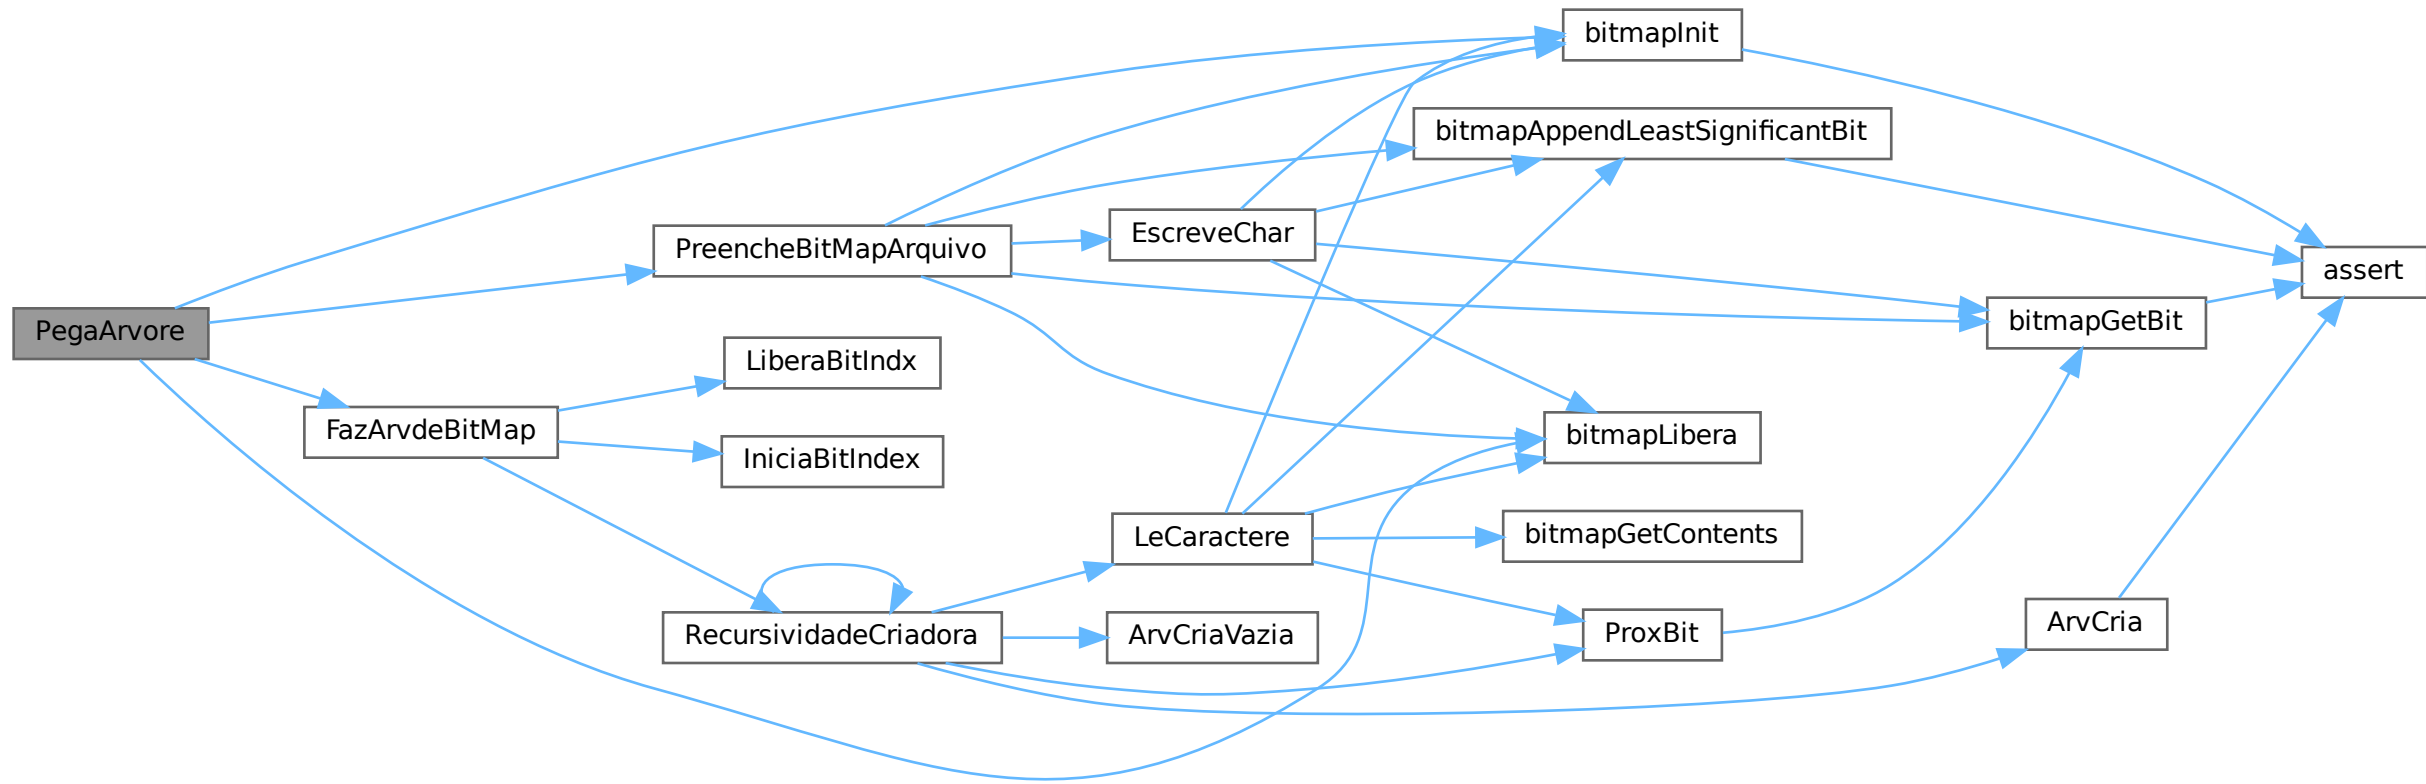 bitmapInit
bitmapAppendLeastSignificantBit
EscreveChar
PreencheBitMapArquivo
assert
bitmapGetBit
PegaArvore
LiberaBitIndx
FazArvdeBitMap
bitmapLibera
IniciaBitIndex
LeCaractere
bitmapGetContents
RecursividadeCriadora
ArvCriaVazia
ProxBit
ArvCria